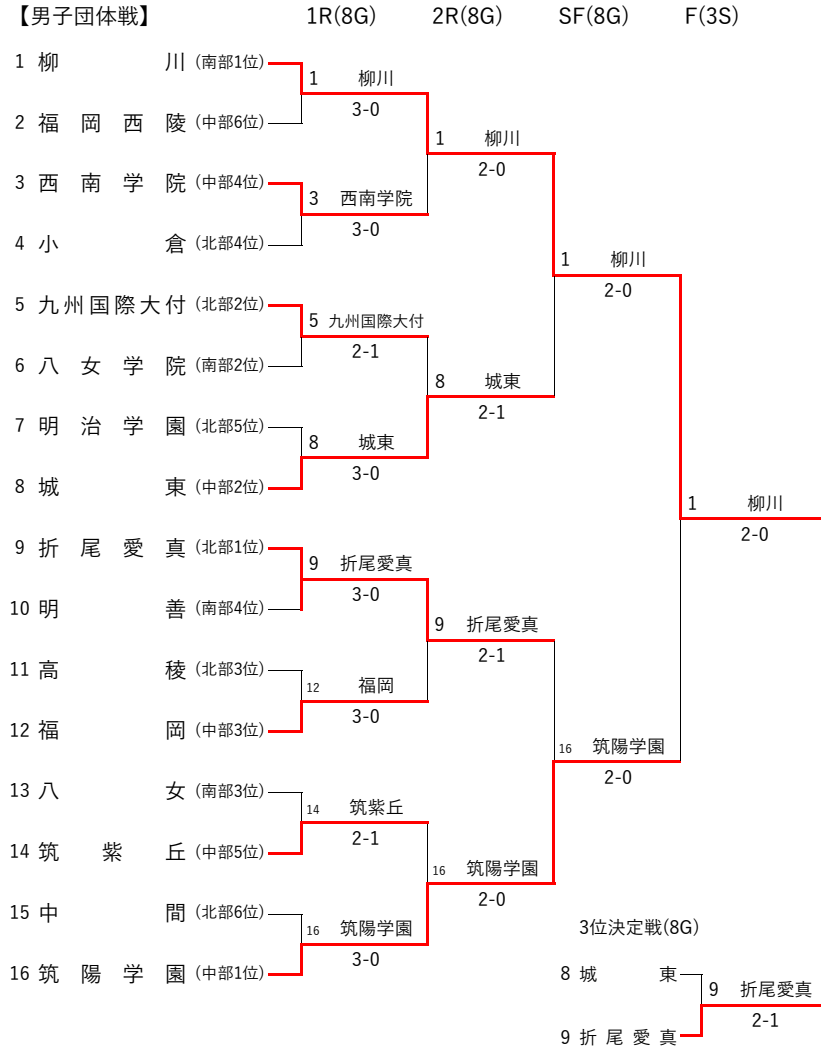 【男子団体戦】 1R(8G) 2R(8G) SF(8G) F(3S)
1 柳川 (南部1位)
1 柳川
3-0
2 福岡西陵 (中部6位)
1 柳川
2-0
3 西南学院 (中部4位)
3 西南学院
3-0
4 小倉 (北部4位)
1 柳川
2-0
5 九州国際大付 (北部2位)
5 九州国際大付
2-1
6 八女学院 (南部2位)
8 城東
2-1
7 明治学園 (北部5位)
8 城東
3-0
8 城東 (中部2位)
1 柳川
2-0
9 折尾愛真 (北部1位)
9 折尾愛真
3-0
10 明善 (南部4位)
9 折尾愛真
2-1
11 高稜 (北部3位)
12 福岡
3-0
12 福岡 (中部3位)
16 筑陽学園
2-0
13 八女 (南部3位)
14 筑紫丘
2-1
14 筑紫丘 (中部5位)
16 筑陽学園
2-0
15 中間 (北部6位)
16 筑陽学園
3-0
16 筑陽学園 (中部1位)
3位決定戦(8G)
8 城東
9 折尾愛真
2-1
9 折尾愛真